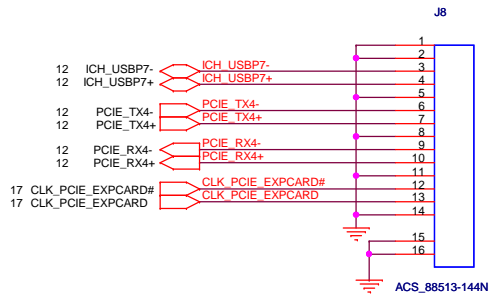 J8
1
2
12 ICH_USBP7- ICH_USBP7- 3
12 ICH_USBP7+ ICH_USBP7+ 4
5
12 PCIE_TX4- PCIE_TX4- 6
12 PCIE_TX4+ PCIE_TX4+ 7
8
12 PCIE_RX4- PCIE_RX4- 9
12 PCIE_RX4+ PCIE_RX4+ 10
11
17 CLK_PCIE_EXPCARD# CLK_PCIE_EXPCARD# 12
17 CLK_PCIE_EXPCARD CLK_PCIE_EXPCARD 13
14
15
16
ACS_88513-144N